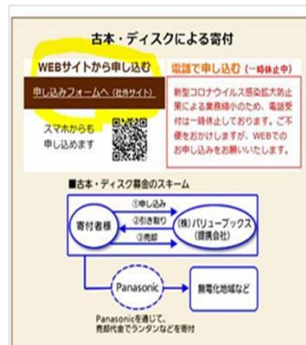 古本・ディスクによる寄付
WEBサイトから申し込む
電話で申し込む(一時休止中)
申し込みフォームへ(社外サイト)
スマホからも
申し込めます
新型コロナウイルス感染拡大防止
策による業務縮小のため、電話受
付は一時休止しております。ご不
便をおかけしますが、WEBでの
お申し込みをお願いいたします。
■古本・ディスク募金のスキーム
寄付者様
①申し込み
②引き取り
③売却
(株)バリューブックス
(提携会社)
Panasonic
無電化地域など
Panasonicを通じて、
売却代金でランタンなどを寄付